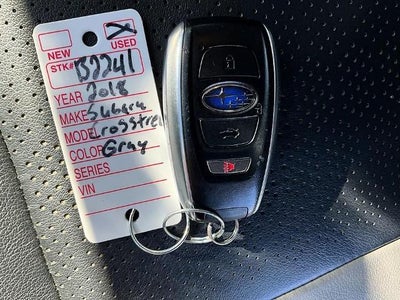 NEW
USED
STK# B2241
YEAR 2018
MAKE Subaru
MODEL Crosstrek
COLOR Gray
SERIES
VIN